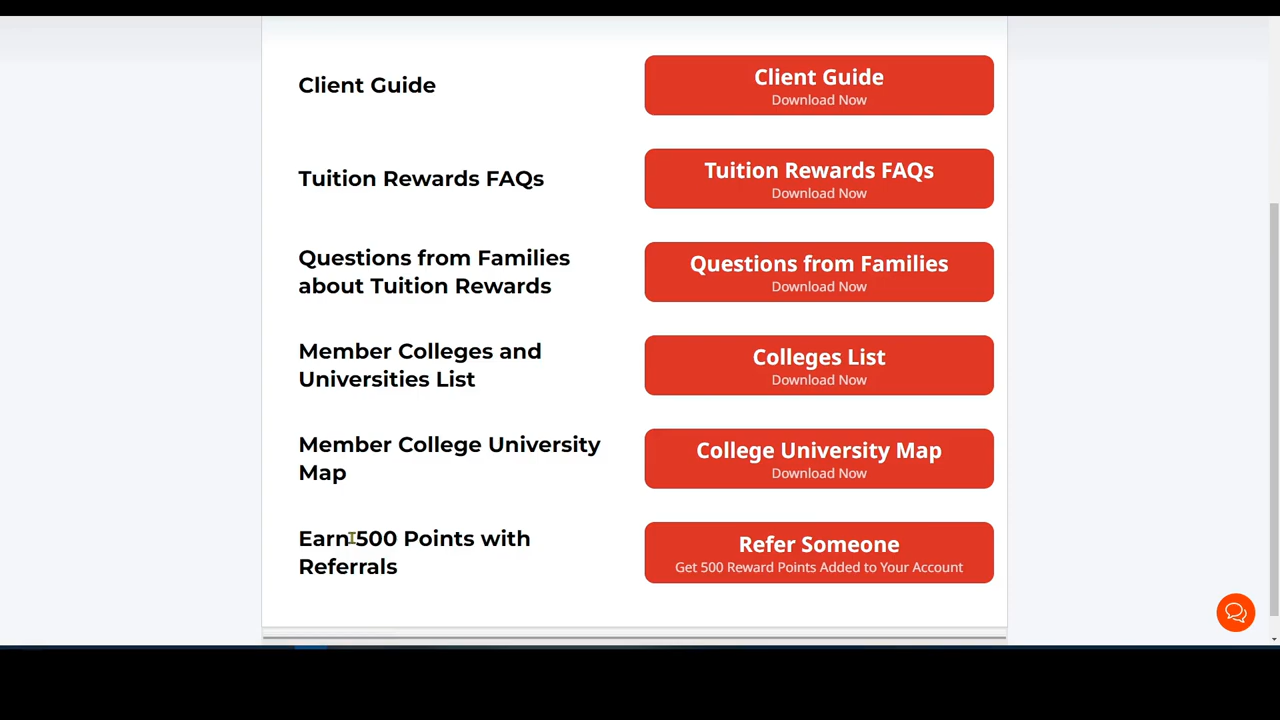 Client Guide
Client Guide
Download Now
Tuition Rewards FAQs
Tuition Rewards FAQs
Download Now
Questions from Families
about Tuition Rewards
Questions from Families
Download Now
Member Colleges and
Universities List
Colleges List
Download Now
Member College University
Map
College University Map
Download Now
Earn 500 Points with
Referrals
Refer Someone
Get 500 Reward Points Added to Your Account